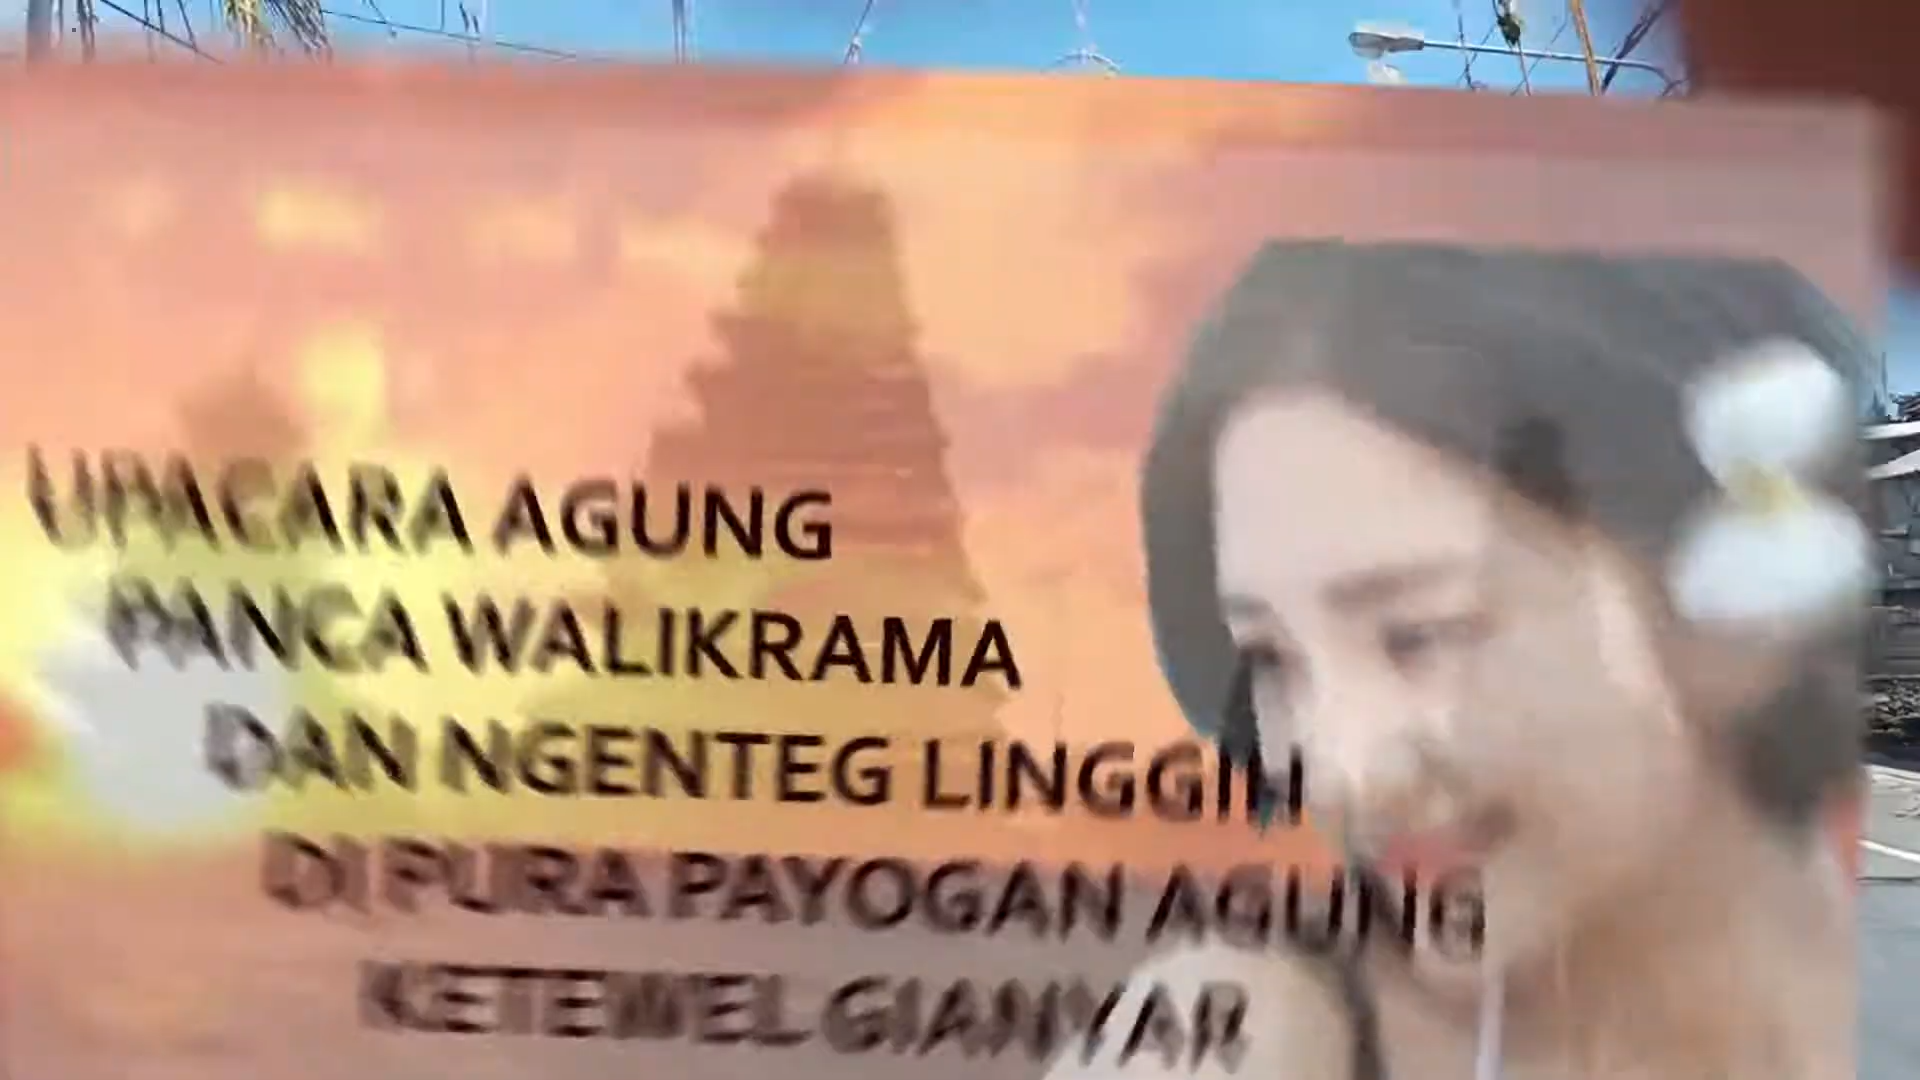 UPACARA AGUNG
PANCA WALIKRAMA
DAN NGENTEG LINGGIH
DI PURA PAYOGAN AGUNG
KETEWEL GIANYAR